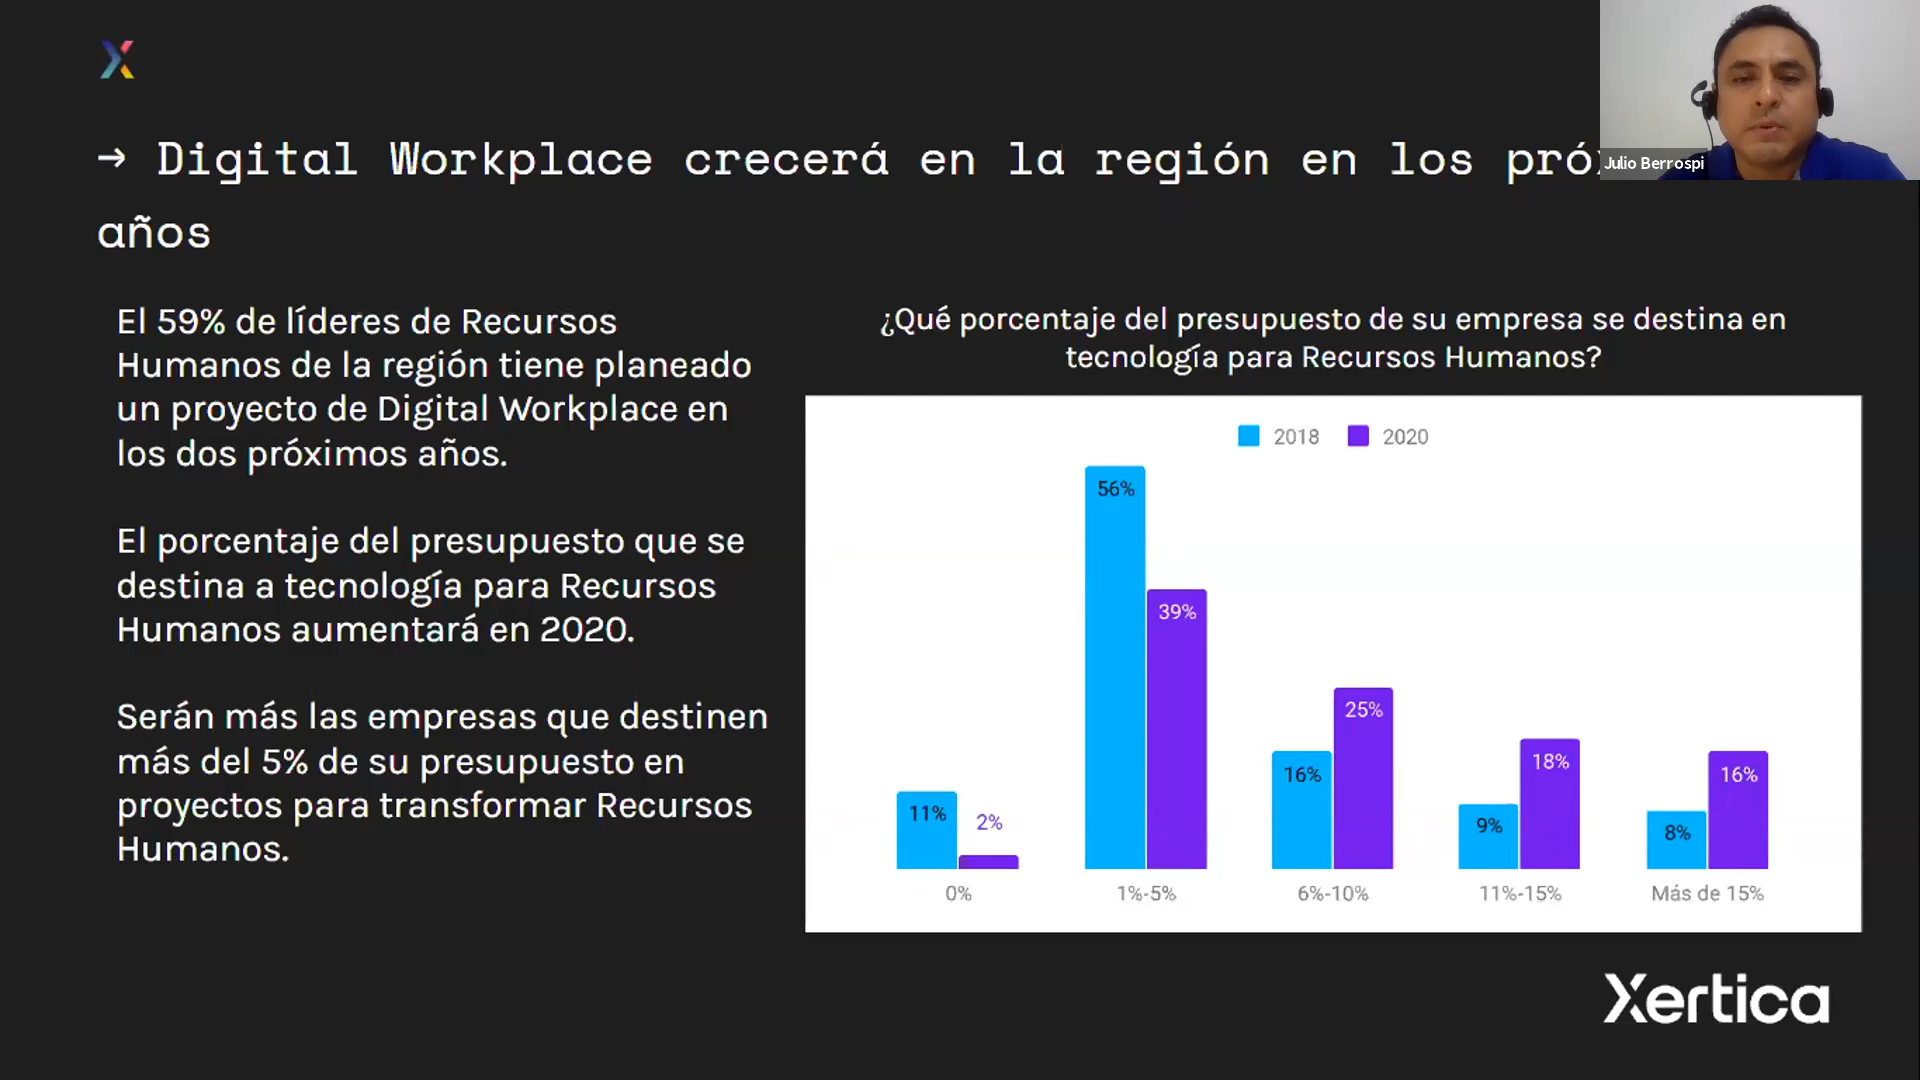 → Digital Workplace crecerá en la región en los
años
Julio Berrospi
El 59% de líderes de Recursos
Humanos de la región tiene planeado
un proyecto de Digital Workplace en
los dos próximos años.
El porcentaje del presupuesto que se
destina a tecnología para Recursos
Humanos aumentará en 2020.
Serán más las empresas que destinen
más del 5% de su presupuesto en
proyectos para transformar Recursos
Humanos.
¿Qué porcentaje del presupuesto de su empresa se destina en
tecnología para Recursos Humanos?
2018 2020
56%
39%
25%
16%
18%
16%
11%
2%
9%
8%
0% 1%-5% 6%-10% 11%-15% Más de 15%
Xertica